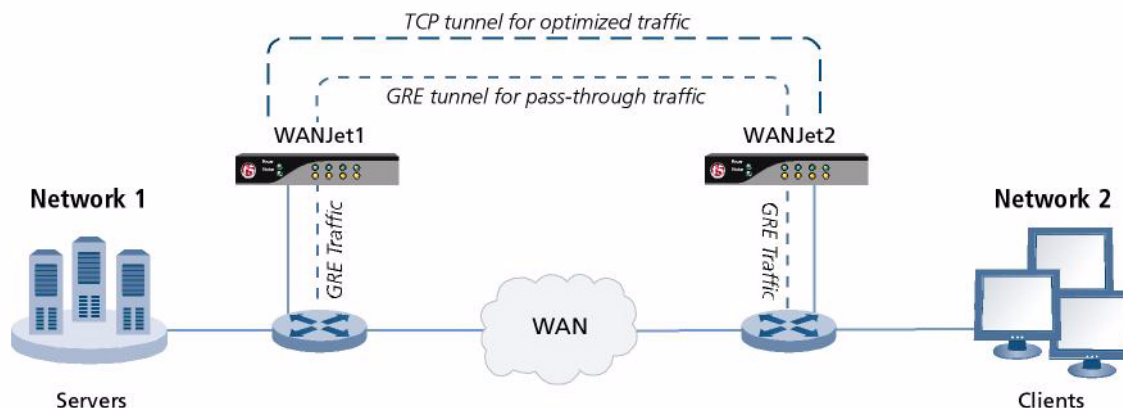 TCP tunnel for optimized traffic
GRE tunnel for pass-through traffic
WANJet1
WANJet2
Network 1
Network 2
GRE Traffic
GRE Traffic
WAN
Servers
Clients